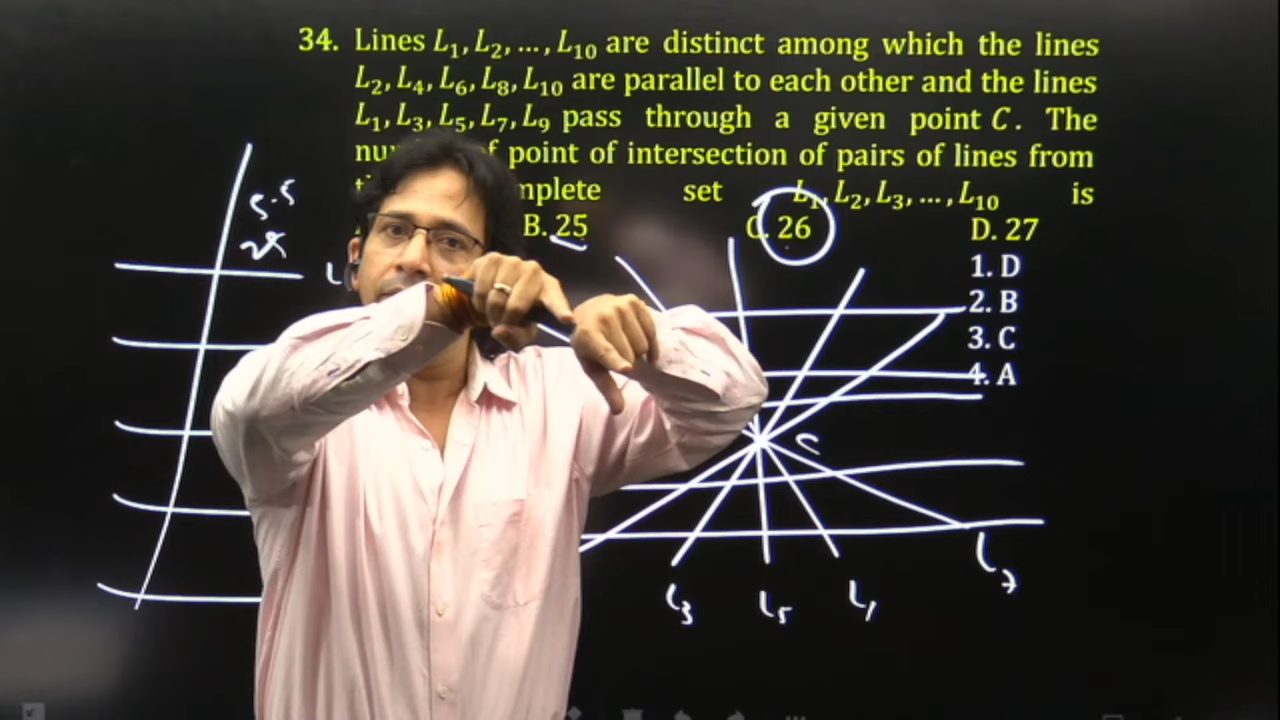 34. Lines L₁, L₂, ..., L₁₀ are distinct among which the lines
L₂, L₄, L₆, L₈, L₁₀ are parallel to each other and the lines
L₁, L₃, L₅, L₇, L₉ pass through a given point C. The
of point of intersection of pairs of lines from
set L₁, L₂, L₃, ..., L₁₀ is
B. 25 C. 26 D. 27
1. D
2. B
3. C
4. A
5·5
25
C
L₃ L₅ L₁ L₇